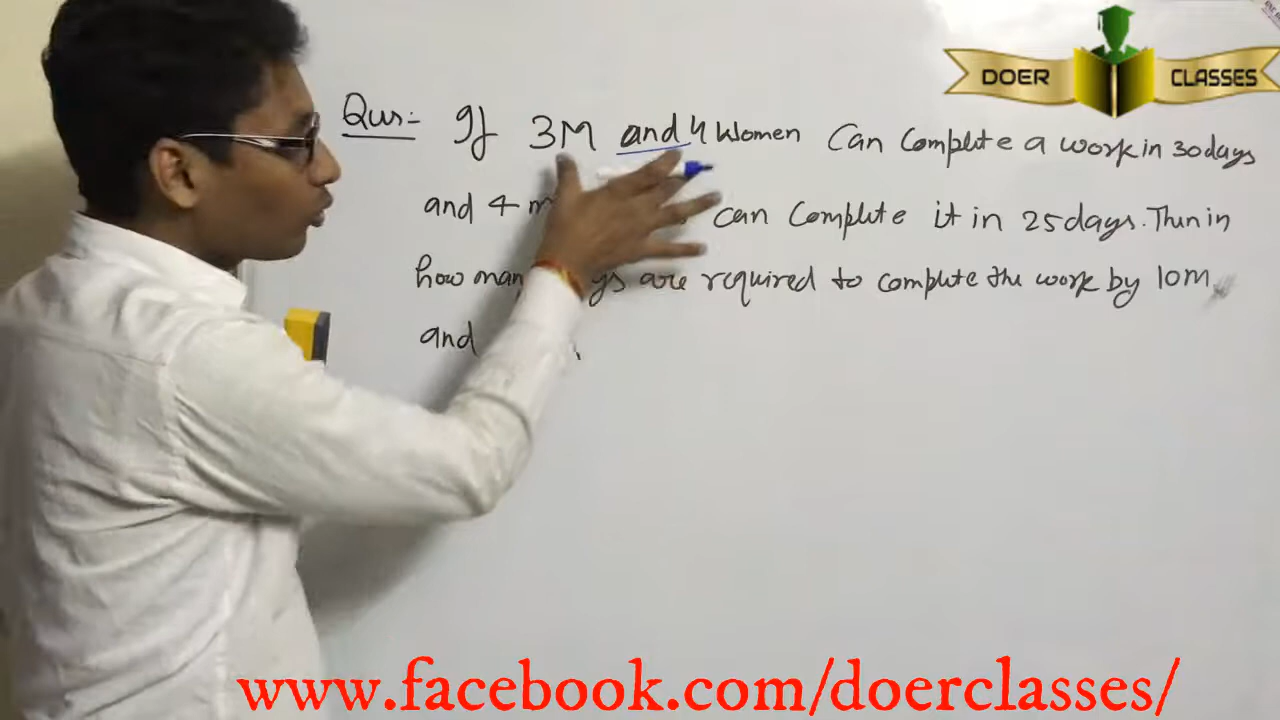 DOER CLASSES
Qus:- If 3M and 4 Women Can Complete a work in 30 days
and 4 can Complete it in 25 days. Then in
how are required to complete the work by 10M
and
www.facebook.com/doerclasses/